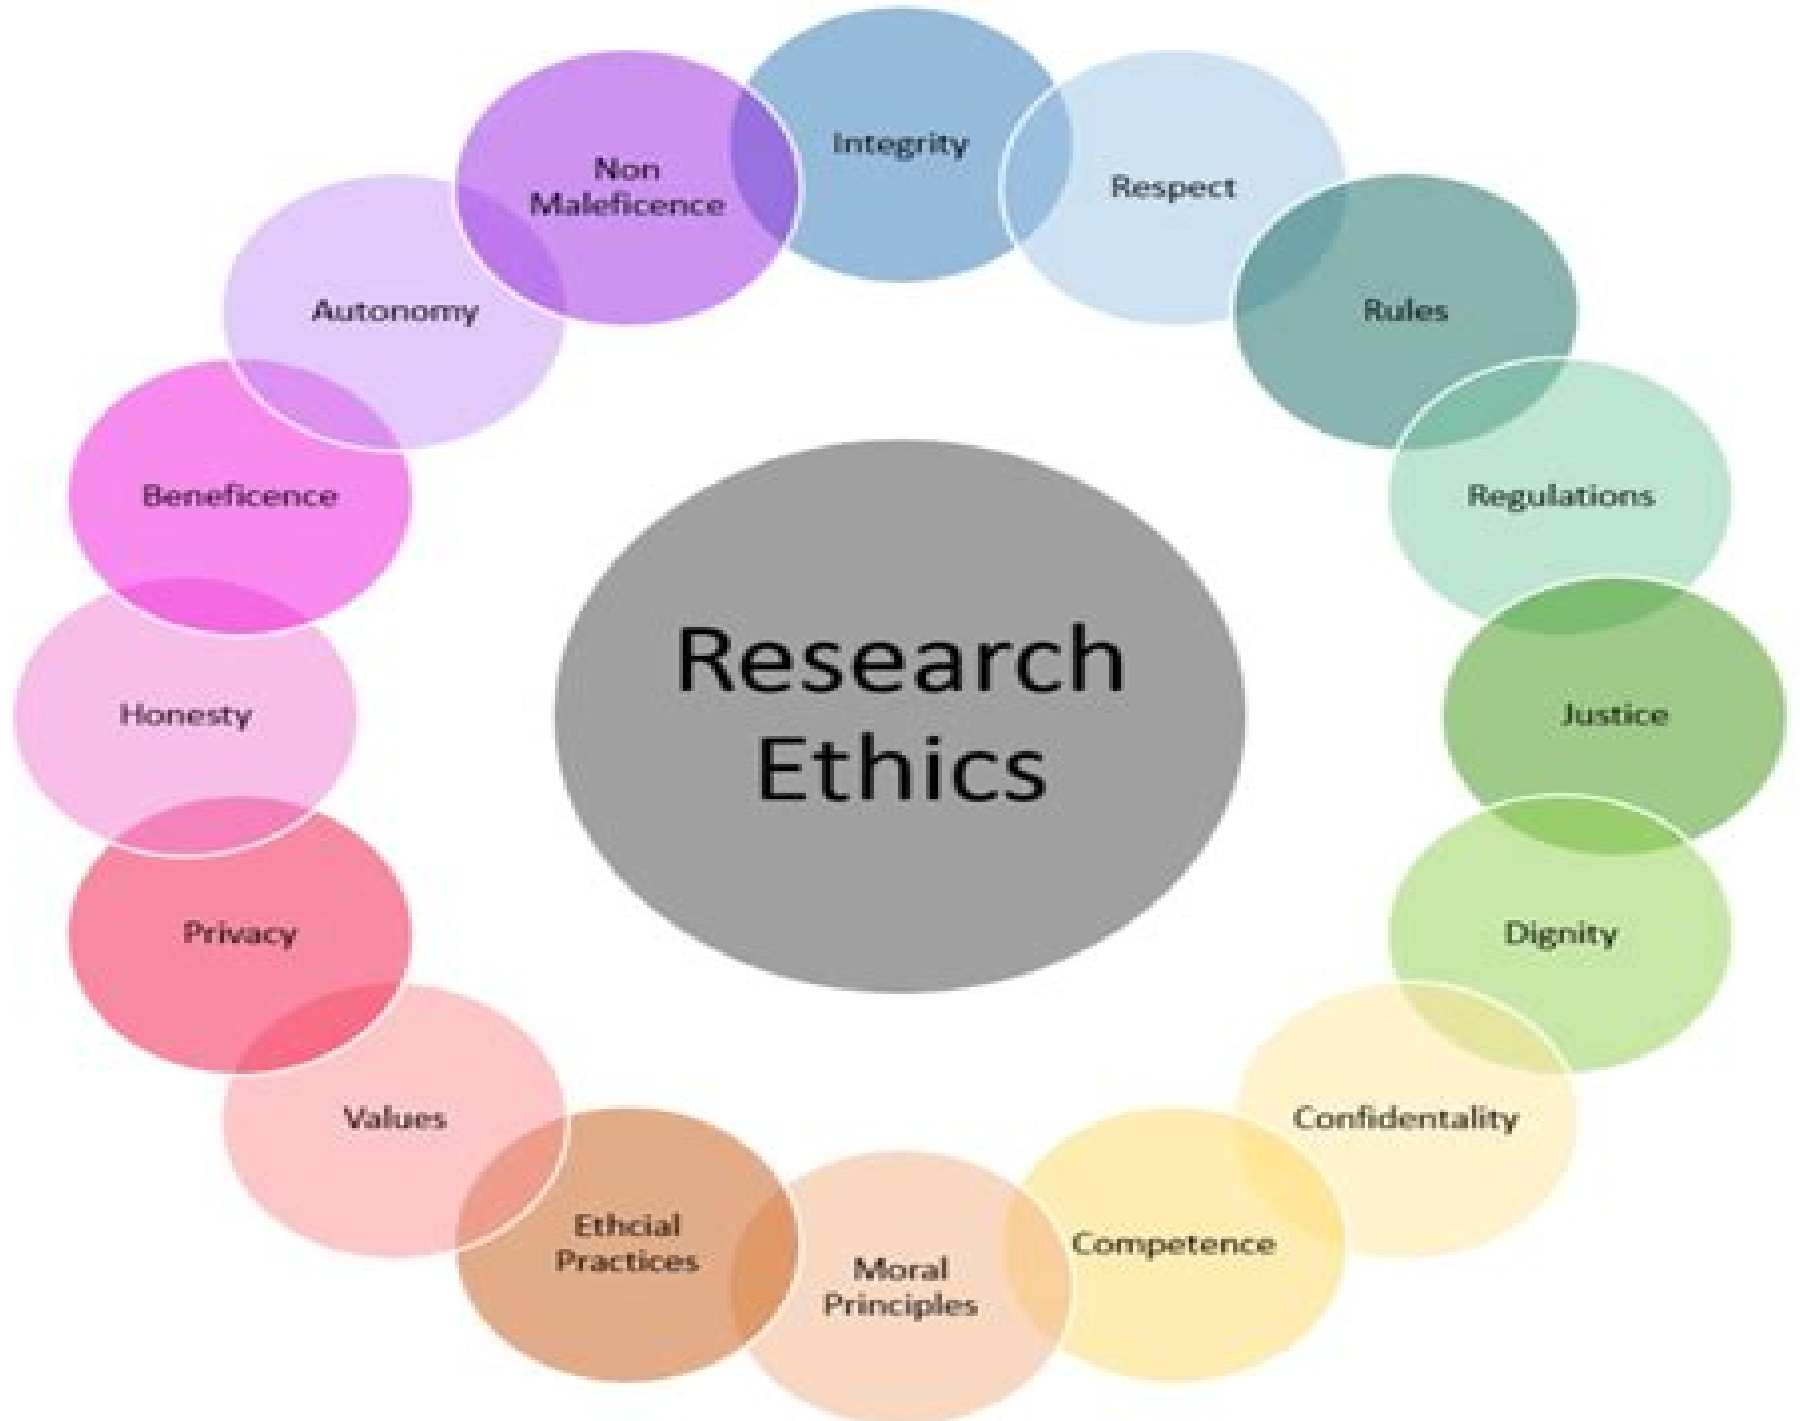 Integrity
Respect
Rules
Regulations
Justice
Dignity
Confidentality
Competence
Moral
Principles
Ethcial
Practices
Values
Privacy
Honesty
Beneficence
Autonomy
Non
Maleficence
Research
Ethics